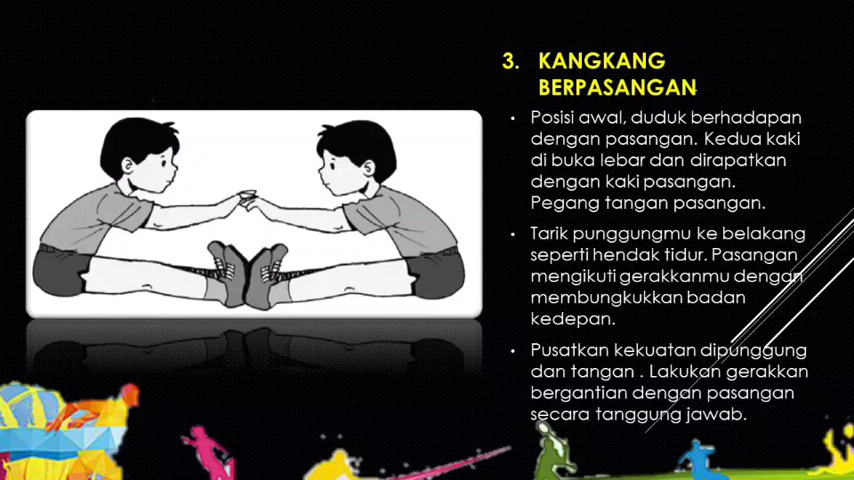 3. KANGKANG
BERPASANGAN
• Posisi awal, duduk berhadapan
dengan pasangan. Kedua kaki
di buka lebar dan dirapatkan
dengan kaki pasangan.
Pegang tangan pasangan.
• Tarik punggungmu ke belakang
seperti hendak tidur. Pasangan
mengikuti gerakkanmu dengan
membungkukkan badan
kedepan.
• Pusatkan kekuatan dipunggung
dan tangan . Lakukan gerakkan
bergantian dengan pasangan
secara tanggung jawab.